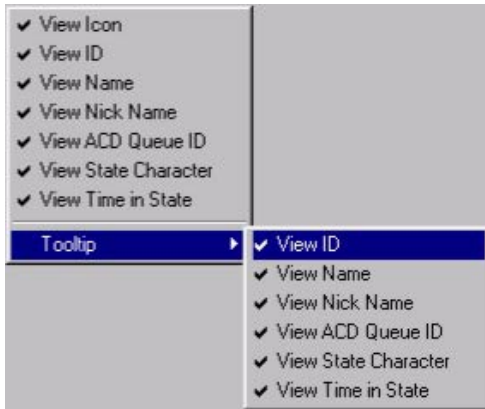 View Icon
View ID
View Name
View Nick Name
View ACD Queue ID
View State Character
View Time in State
Tooltip
View ID
View Name
View Nick Name
View ACD Queue ID
View State Character
View Time in State